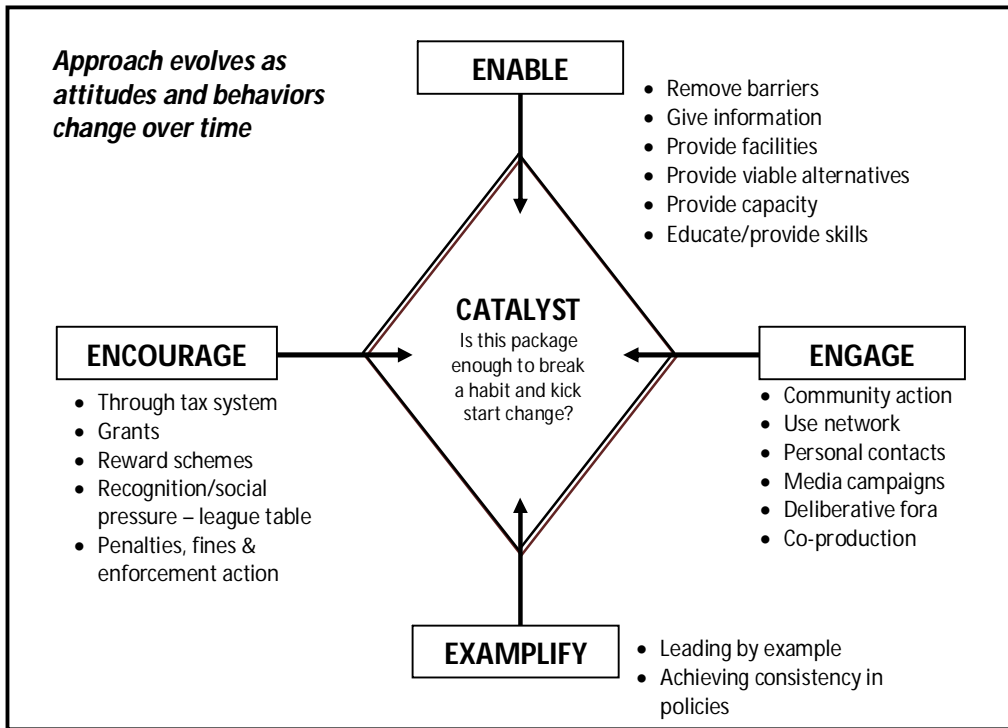 Approach evolves as
attitudes and behaviors
change over time
ENABLE
• Remove barriers
• Give information
• Provide facilities
• Provide viable alternatives
• Provide capacity
• Educate/provide skills
CATALYST
Is this package
enough to break
a habit and kick
start change?
ENCOURAGE
• Through tax system
• Grants
• Reward schemes
• Recognition/social
pressure – league table
• Penalties, fines &
enforcement action
ENGAGE
• Community action
• Use network
• Personal contacts
• Media campaigns
• Deliberative fora
• Co-production
EXAMPLIFY
• Leading by example
• Achieving consistency in
policies